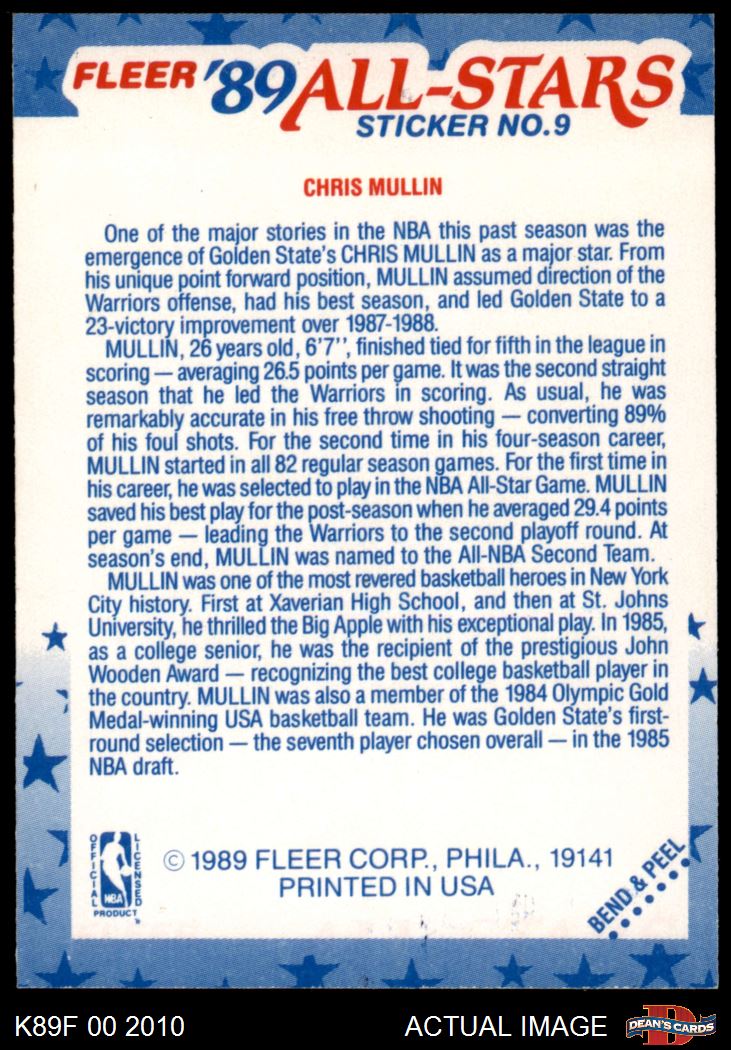 FLEER '89 ALL-STARS
STICKER NO.9
CHRIS MULLIN
One of the major stories in the NBA this past season was the
emergence of Golden State's CHRIS MULLIN as a major star. From
his unique point forward position, MULLIN assumed direction of the
Warriors offense, had his best season, and led Golden State to a
23-victory improvement over 1987-1988.
MULLIN, 26 years old, 6'7'', finished tied for fifth in the league in
scoring — averaging 26.5 points per game. It was the second straight
season that he led the Warriors in scoring. As usual, he was
remarkably accurate in his free throw shooting — converting 89%
of his foul shots. For the second time in his four-season career,
MULLIN started in all 82 regular season games. For the first time in
his career, he was selected to play in the NBA All-Star Game. MULLIN
saved his best play for the post-season when he averaged 29.4 points
per game — leading the Warriors to the second playoff round. At
season's end, MULLIN was named to the All-NBA Second Team.
MULLIN was one of the most revered basketball heroes in New York
City history. First at Xaverian High School, and then at St. Johns
University, he thrilled the Big Apple with his exceptional play. In 1985,
as a college senior, he was the recipient of the prestigious John
Wooden Award — recognizing the best college basketball player in
the country. MULLIN was also a member of the 1984 Olympic Gold
Medal-winning USA basketball team. He was Golden State's first-
round selection — the seventh player chosen overall — in the 1985
NBA draft.
OFFICIAL
LICENSED
NBA
PRODUCT
© 1989 FLEER CORP., PHILA., 19141
PRINTED IN USA
BEND & PEEL
K89F 00 2010
ACTUAL IMAGE
D
DEAN'S CARDS